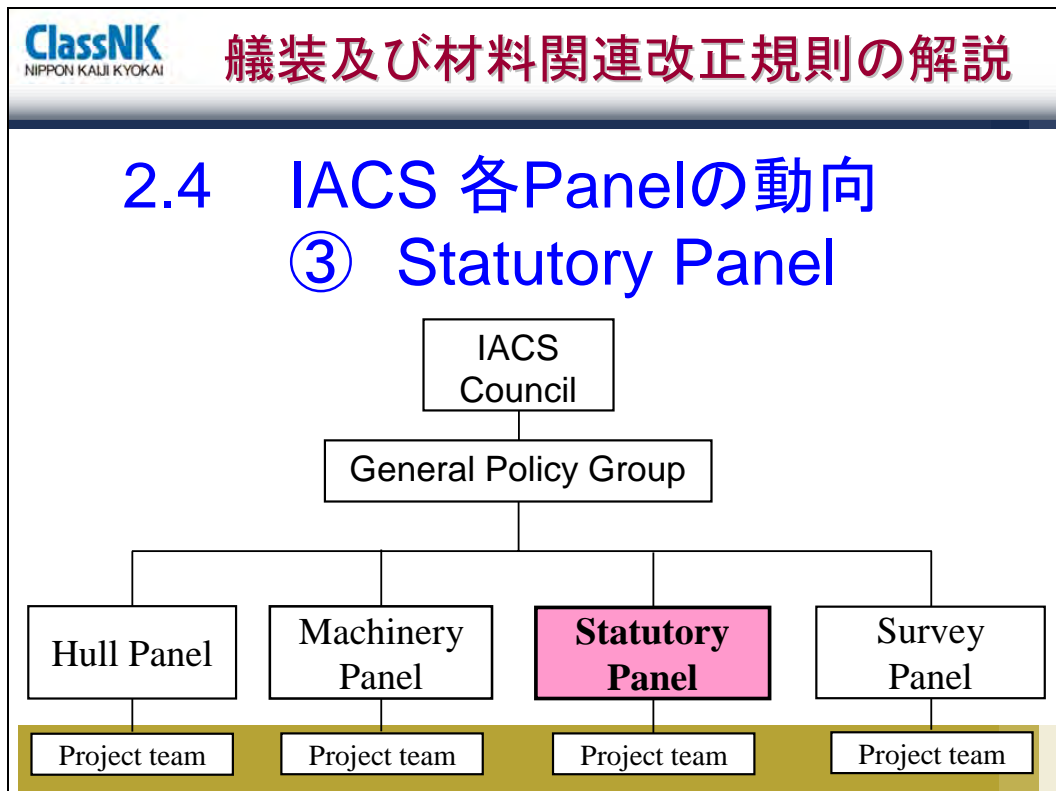 ClassNK
NIPPON KAIJI KYOKAI
艤装及び材料関連改正規則の解説
2.4 IACS 各Panelの動向
③ Statutory Panel
IACS
Council
General Policy Group
Hull Panel
Machinery
Panel
Statutory
Panel
Survey
Panel
Project team
Project team
Project team
Project team